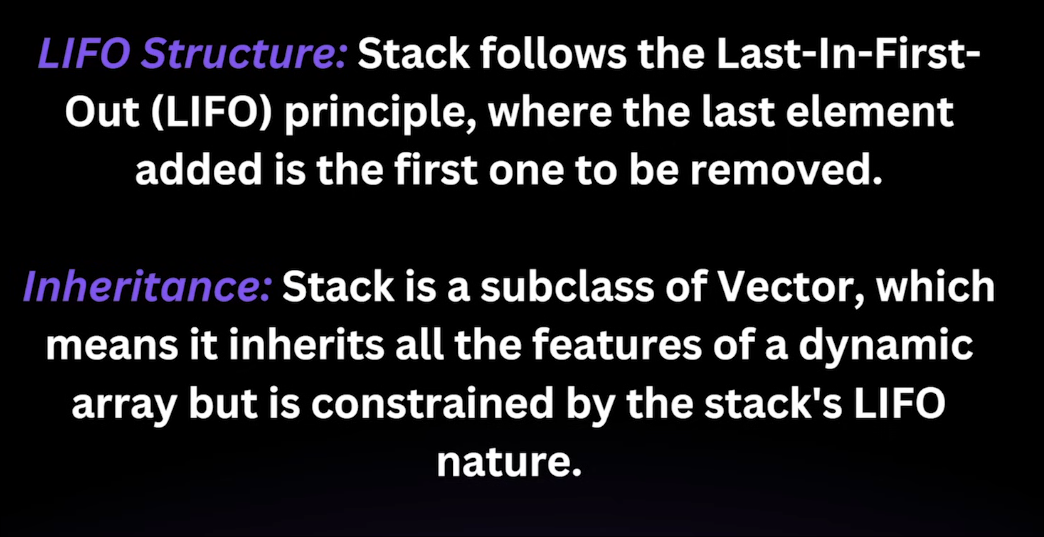 LIFO Structure: Stack follows the Last-In-First-
Out (LIFO) principle, where the last element
added is the first one to be removed.
Inheritance: Stack is a subclass of Vector, which
means it inherits all the features of a dynamic
array but is constrained by the stack's LIFO
nature.